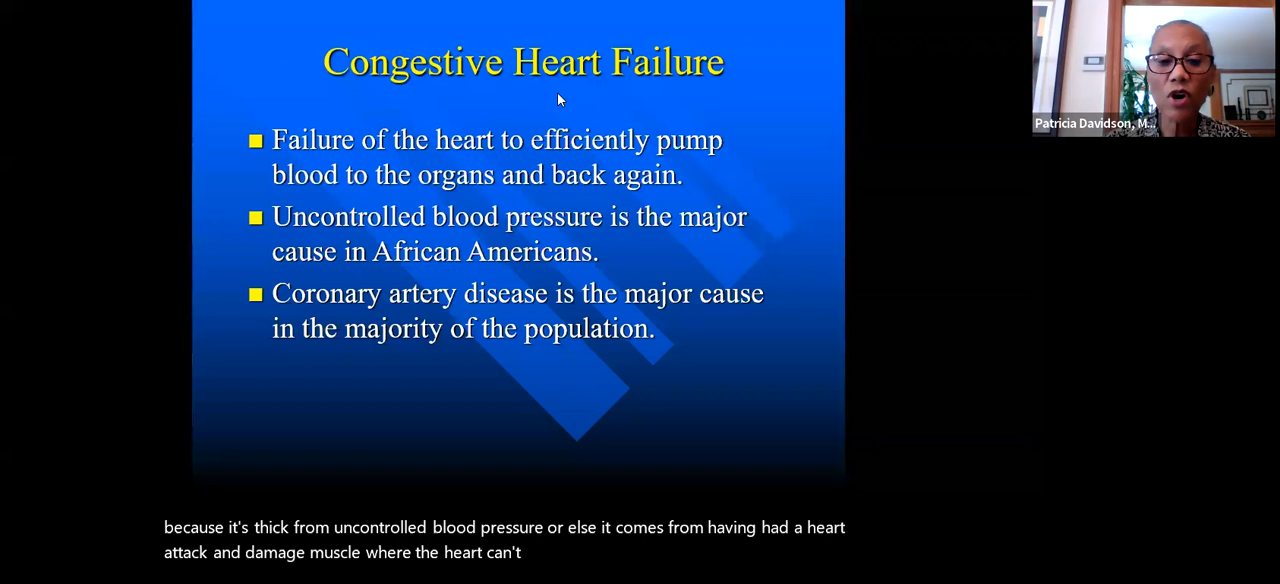 Congestive Heart Failure
Failure of the heart to efficiently pump
blood to the organs and back again.
Uncontrolled blood pressure is the major
cause in African Americans.
Coronary artery disease is the major cause
in the majority of the population.
Patricia Davidson, M...
because it's thick from uncontrolled blood pressure or else it comes from having had a heart
attack and damage muscle where the heart can't